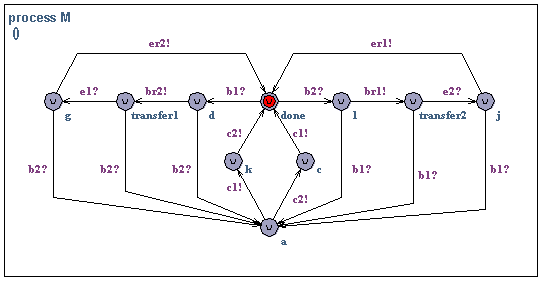 process M
()
er2! er1!
e1? br2! b1? b2? br1! e2?
g transfer1 d done l transfer2 j
c2! c1!
b2? b2? b2? k c b1? b1? b1?
c1! c2!
a